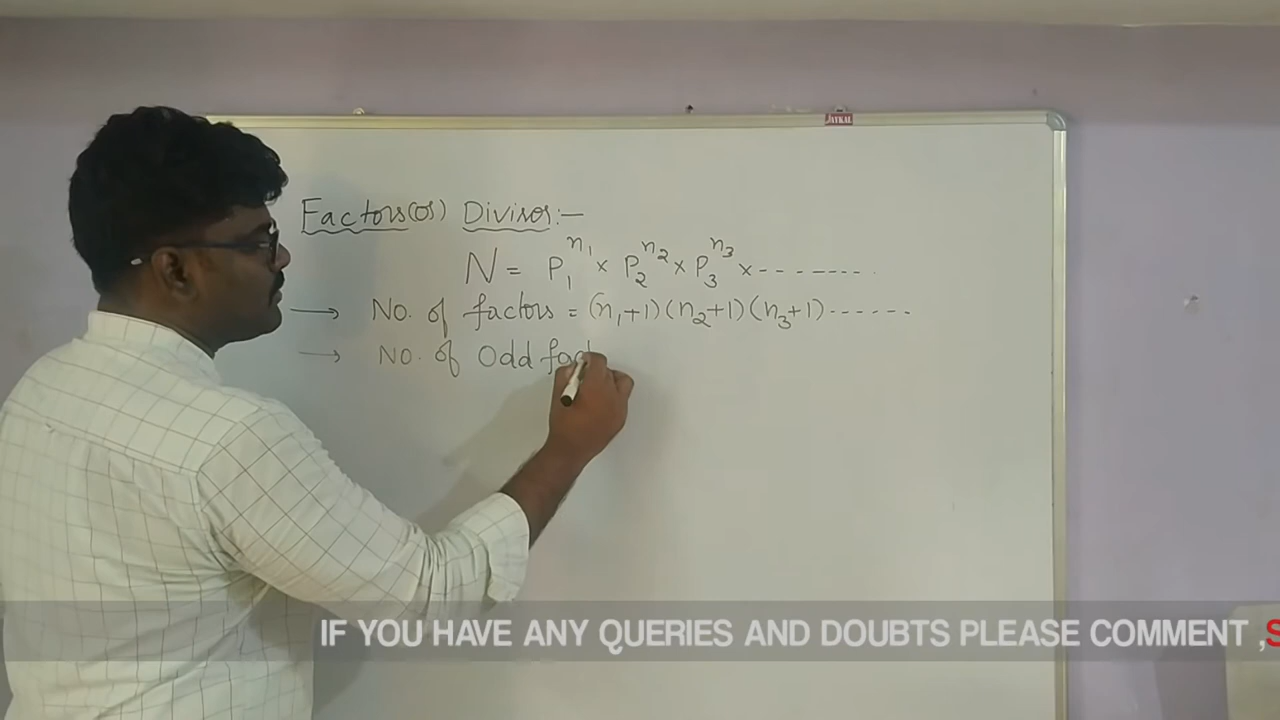 JAYKAL
Factors(or) Divisor:-
N = P₁^n₁ × P₂^n₂ × P₃^n₃ × --------
→ No. of factors = (n₁+1)(n₂+1)(n₃+1)------
→ No. of Odd fact
IF YOU HAVE ANY QUERIES AND DOUBTS PLEASE COMMENT ,S